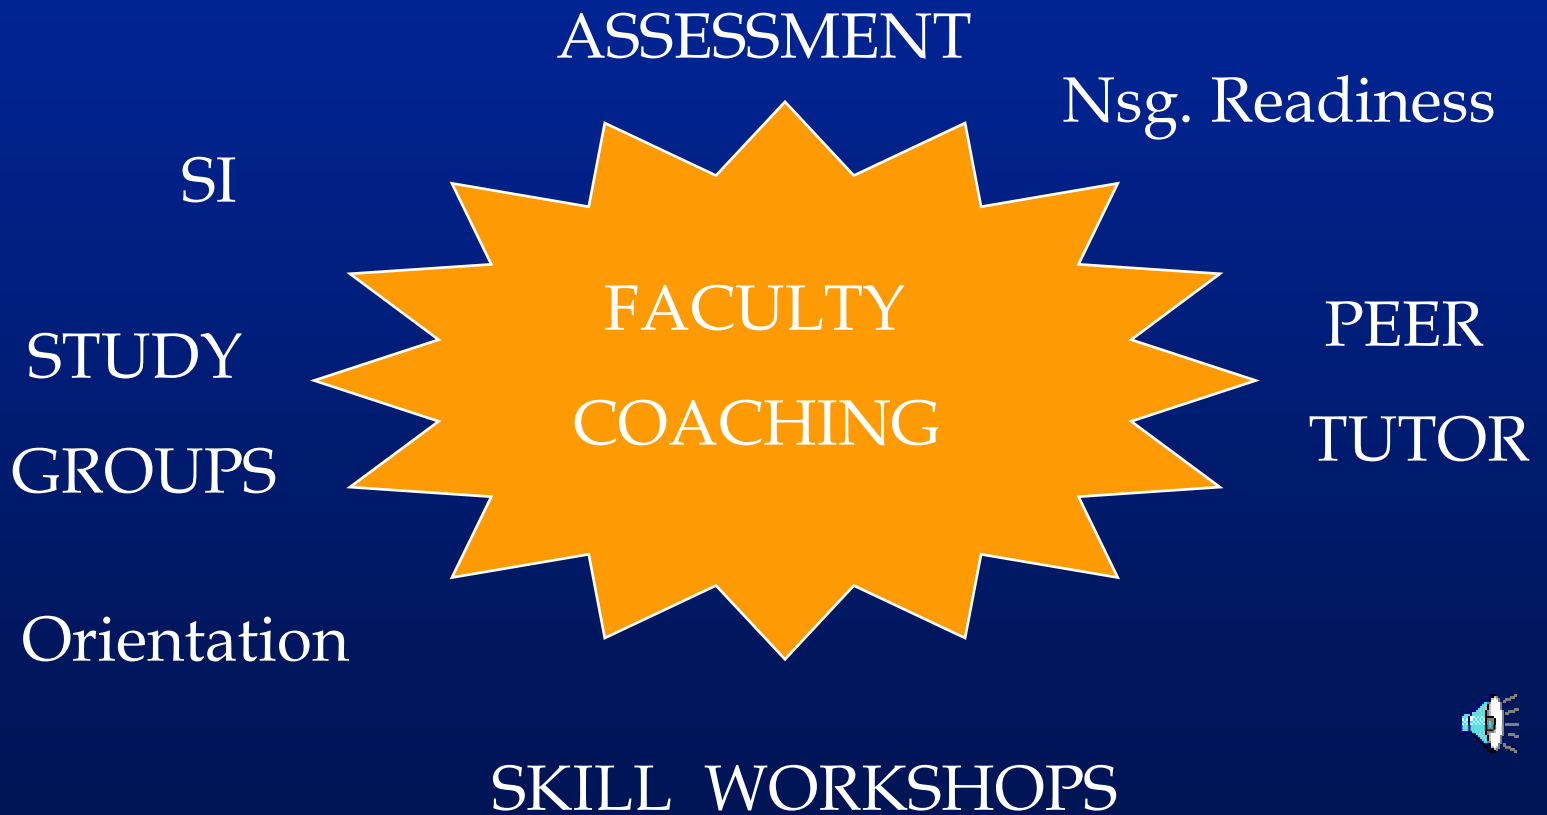 ASSESSMENT
Nsg. Readiness
SI
FACULTY
COACHING
STUDY
GROUPS
PEER
TUTOR
Orientation
SKILL WORKSHOPS